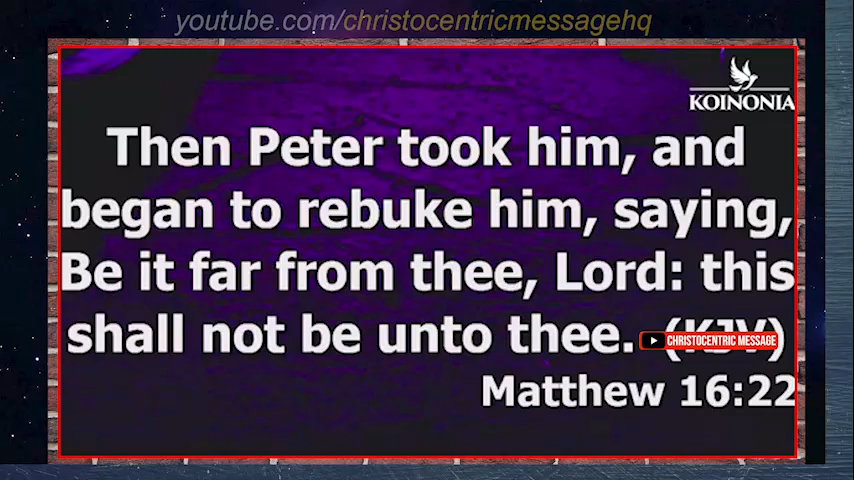 youtube.com/christocentricmessagehq
KOINONIA
Then Peter took him, and
began to rebuke him, saying,
Be it far from thee, Lord: this
shall not be unto thee. (KJV)
CHRISTOCENTRIC MESSAGE
Matthew 16:22